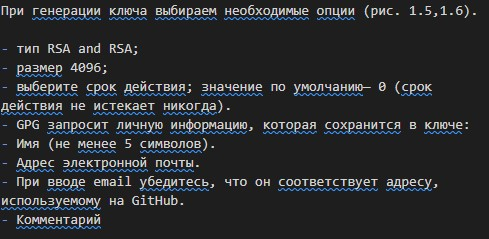 При генерации ключа выбираем необходимые опции (рис. 1.5,1.6).
- тип RSA and RSA;
- размер 4096;
- выберите срок действия; значение по умолчанию— 0 (срок
действия не истекает никогда).
- GPG запросит личную информацию, которая сохранится в ключе:
- Имя (не менее 5 символов).
- Адрес электронной почты.
- При вводе email убедитесь, что он соответствует адресу,
используемому на GitHub.
- Комментарий